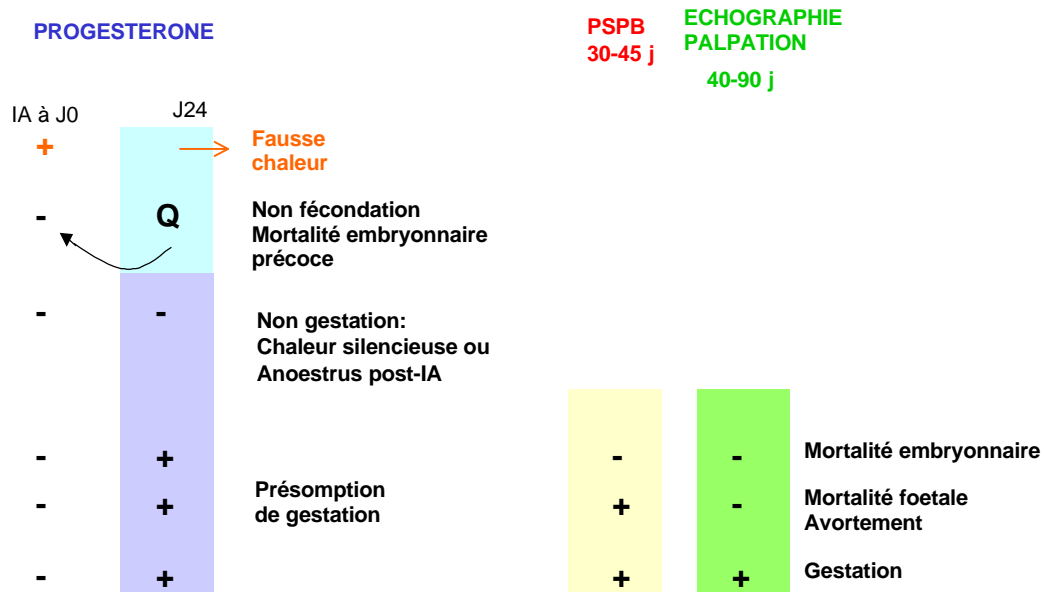 PROGESTERONE
PSPB
30-45 j
ECHOGRAPHIE
PALPATION
40-90 j
IA à J0
J24
+
Fausse
chaleur
-
Q
Non fécondation
Mortalité embryonnaire
précoce
- -
Non gestation:
Chaleur silencieuse ou
Anoestrus post-IA
- + - - Mortalité embryonnaire
- + Présomption
de gestation
+ - Mortalité foetale
Avortement
- + + + Gestation